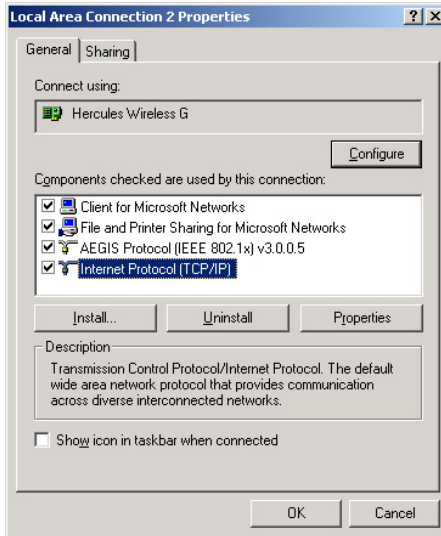 Local Area Connection 2 Properties
General Sharing
Connect using:
Hercules Wireless G
Configure
Components checked are used by this connection:
Client for Microsoft Networks
File and Printer Sharing for Microsoft Networks
AEGIS Protocol (IEEE 802.1x) v3.0.0.5
Internet Protocol (TCP/IP)
Install... Uninstall Properties
Description
Transmission Control Protocol/Internet Protocol. The default
wide area network protocol that provides communication
across diverse interconnected networks.
Show icon in taskbar when connected
OK Cancel